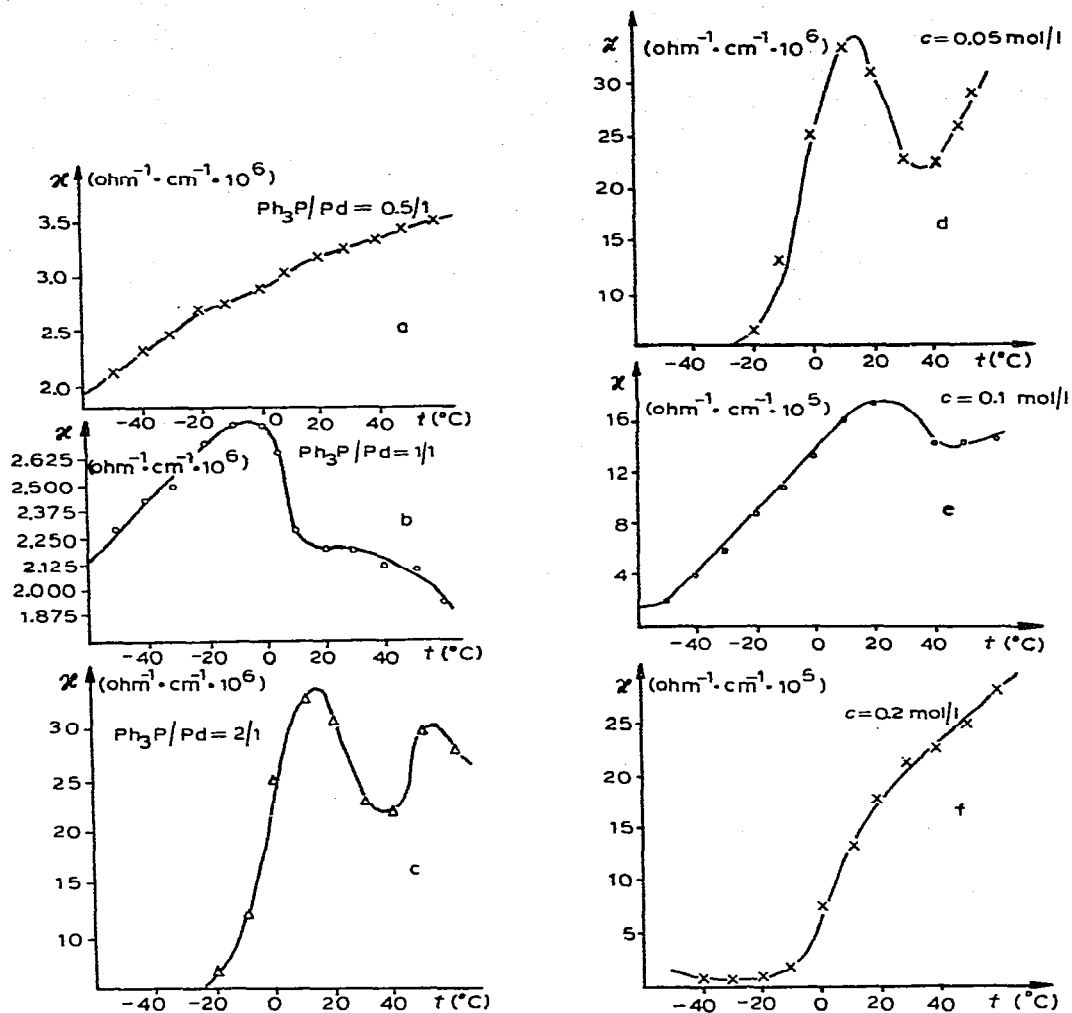 ϰ (ohm⁻¹·cm⁻¹·10⁶)
Ph₃P/Pd = 0.5/1
3.5
3.0
2.5
2.0
a
-40 -20 0 20 40 t (°C)
ϰ
(ohm⁻¹·cm⁻¹·10⁶)
Ph₃P/Pd = 1/1
2.625
2.500
2.375
2.250
2.125
2.000
1.875
b
-40 -20 0 20 40 t (°C)
ϰ (ohm⁻¹·cm⁻¹·10⁶)
Ph₃P/Pd = 2/1
30
25
20
15
10
c
-20 0 20 40 t (°C)
ϰ (ohm⁻¹·cm⁻¹·10⁶) c = 0.05 mol/l
30
25
20
15
10
d
-40 -20 0 20 40 t (°C)
ϰ (ohm⁻¹·cm⁻¹·10⁵) c = 0.1 mol/l
16
12
8
4
e
-40 -20 0 20 40 t (°C)
ϰ (ohm⁻¹·cm⁻¹·10⁵)
c = 0.2 mol/l
25
20
15
10
5
f
-40 -20 0 20 40 t (°C)